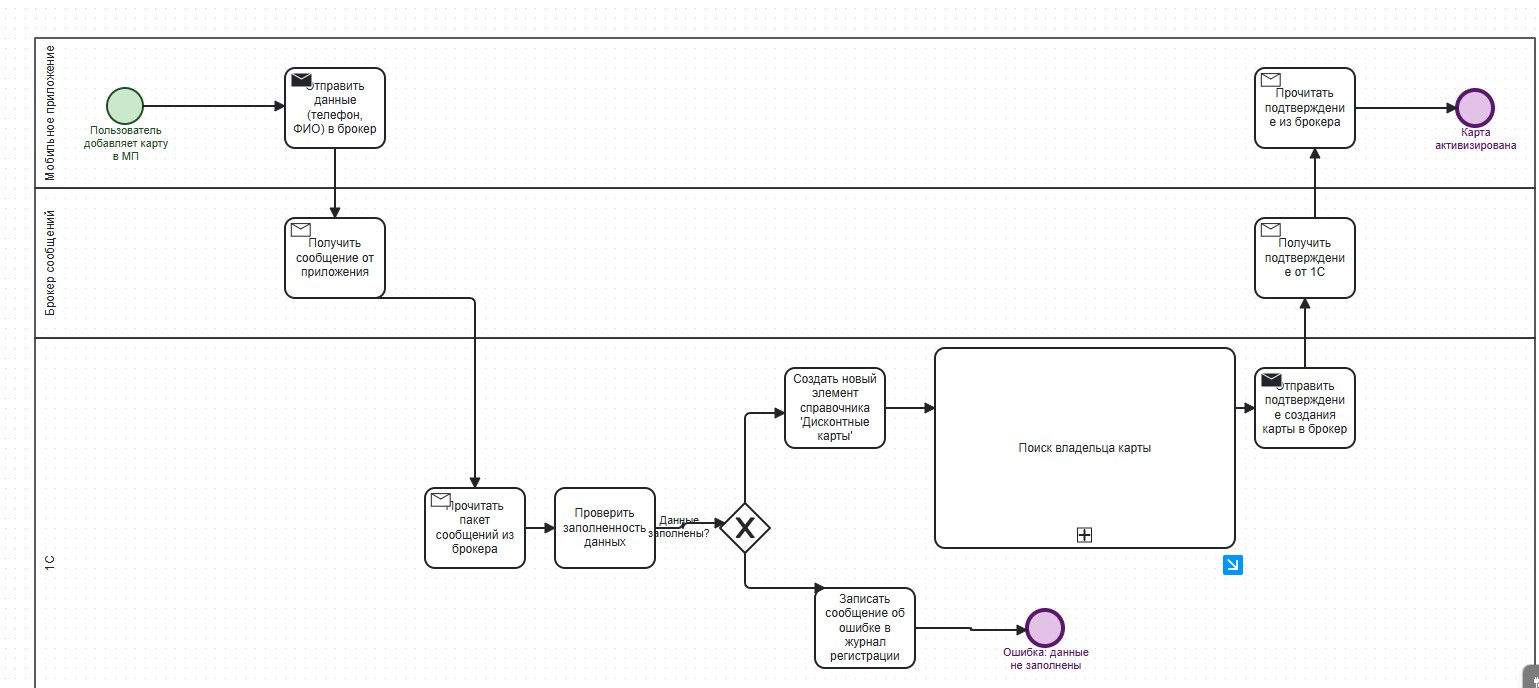 Мобильное приложение
Пользователь
добавляет карту
в МП
Отправить
данные
(телефон,
ФИО) в брокер
Прочитать
подтверждени
е из брокера
Карта
активизирована
Брокер сообщений
Получить
сообщение от
приложения
Получить
подтверждени
е от 1С
1С
Прочитать
пакет
сообщений из
брокера
Проверить
заполненность
данных
Данные
заполнены?
X
Создать новый
элемент
справочника
'Дисконтные
карты'
Поиск владельца карты
Отправить
подтверждени
е создания
карты в брокер
Записать
сообщение об
ошибке в
журнал
регистрации
Ошибка: данные
не заполнены